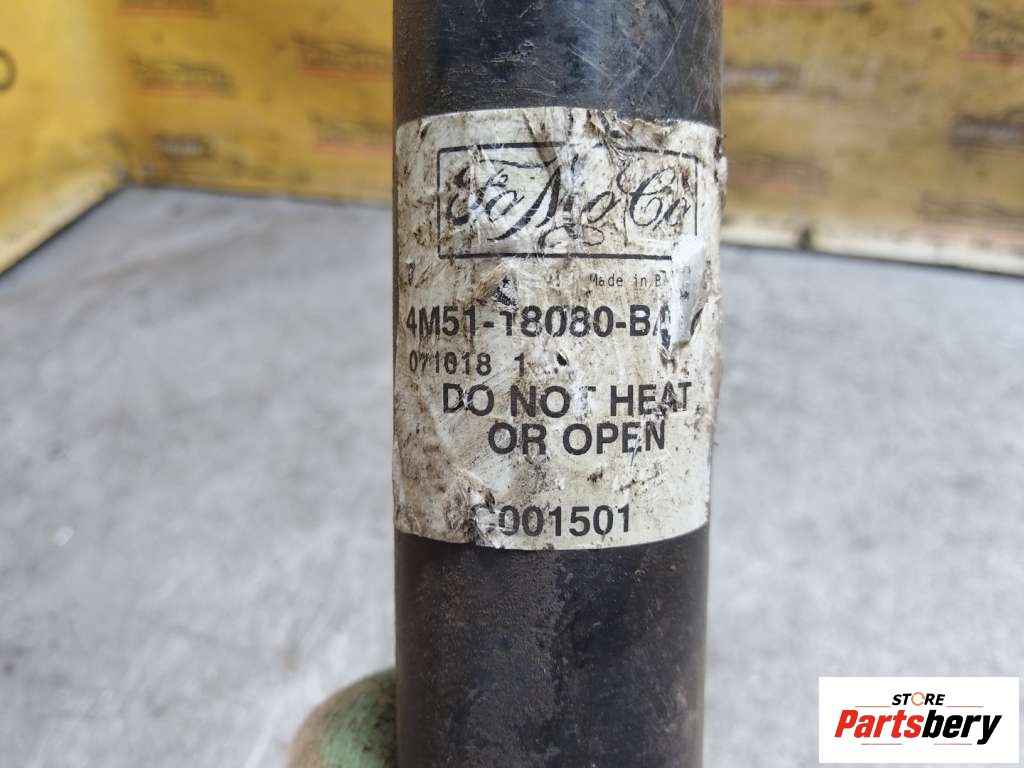 FoMoCo
Made in
4M51-18080-BA
071018 1
DO NOT HEAT
OR OPEN
C001501
STORE
Partsbery